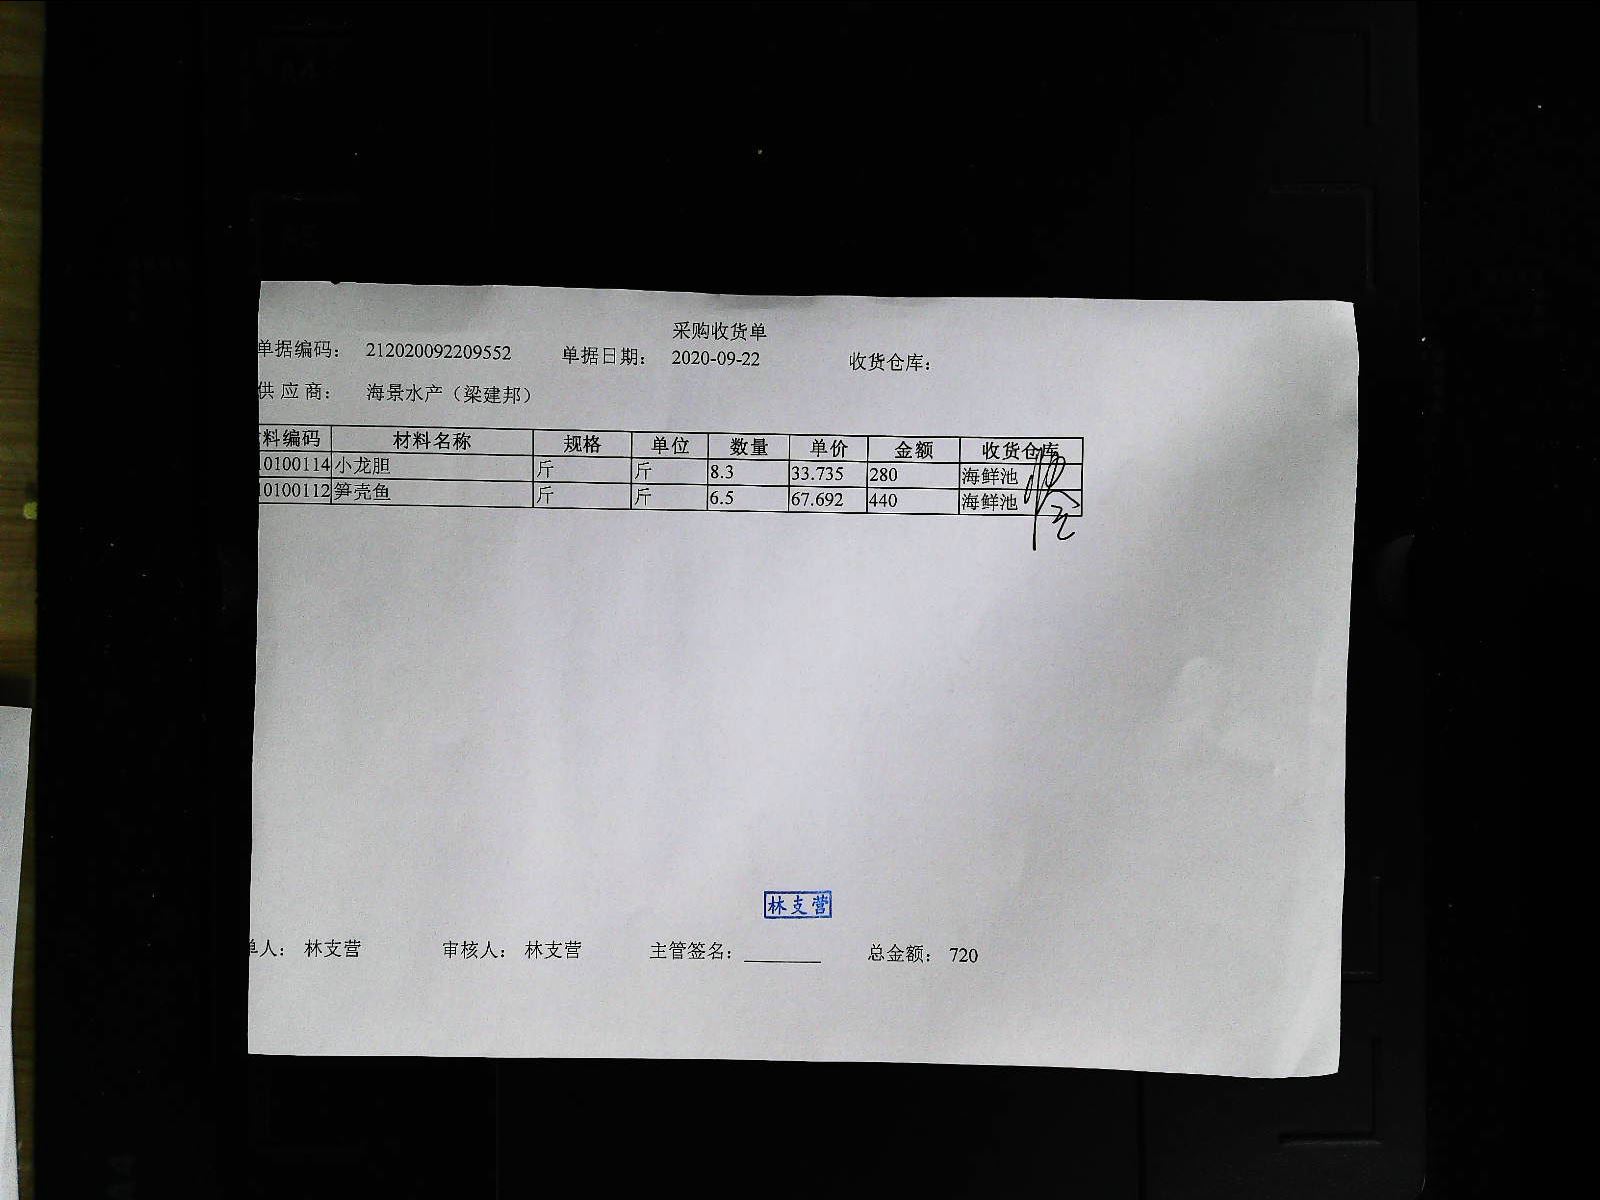 采购收货单
单据编码： 212020092209552 单据日期： 2020-09-22 收货仓库：
供 应 商： 海景水产（梁建邦）
料编码 材料名称 规格 单位 数量 单价 金额 收货仓库
10100114 小龙胆 斤 斤 8.3 33.735 280 海鲜池
10100112 笋壳鱼 斤 斤 6.5 67.692 440 海鲜池
林支营
单人： 林支营 审核人： 林支营 主管签名：________ 总金额： 720